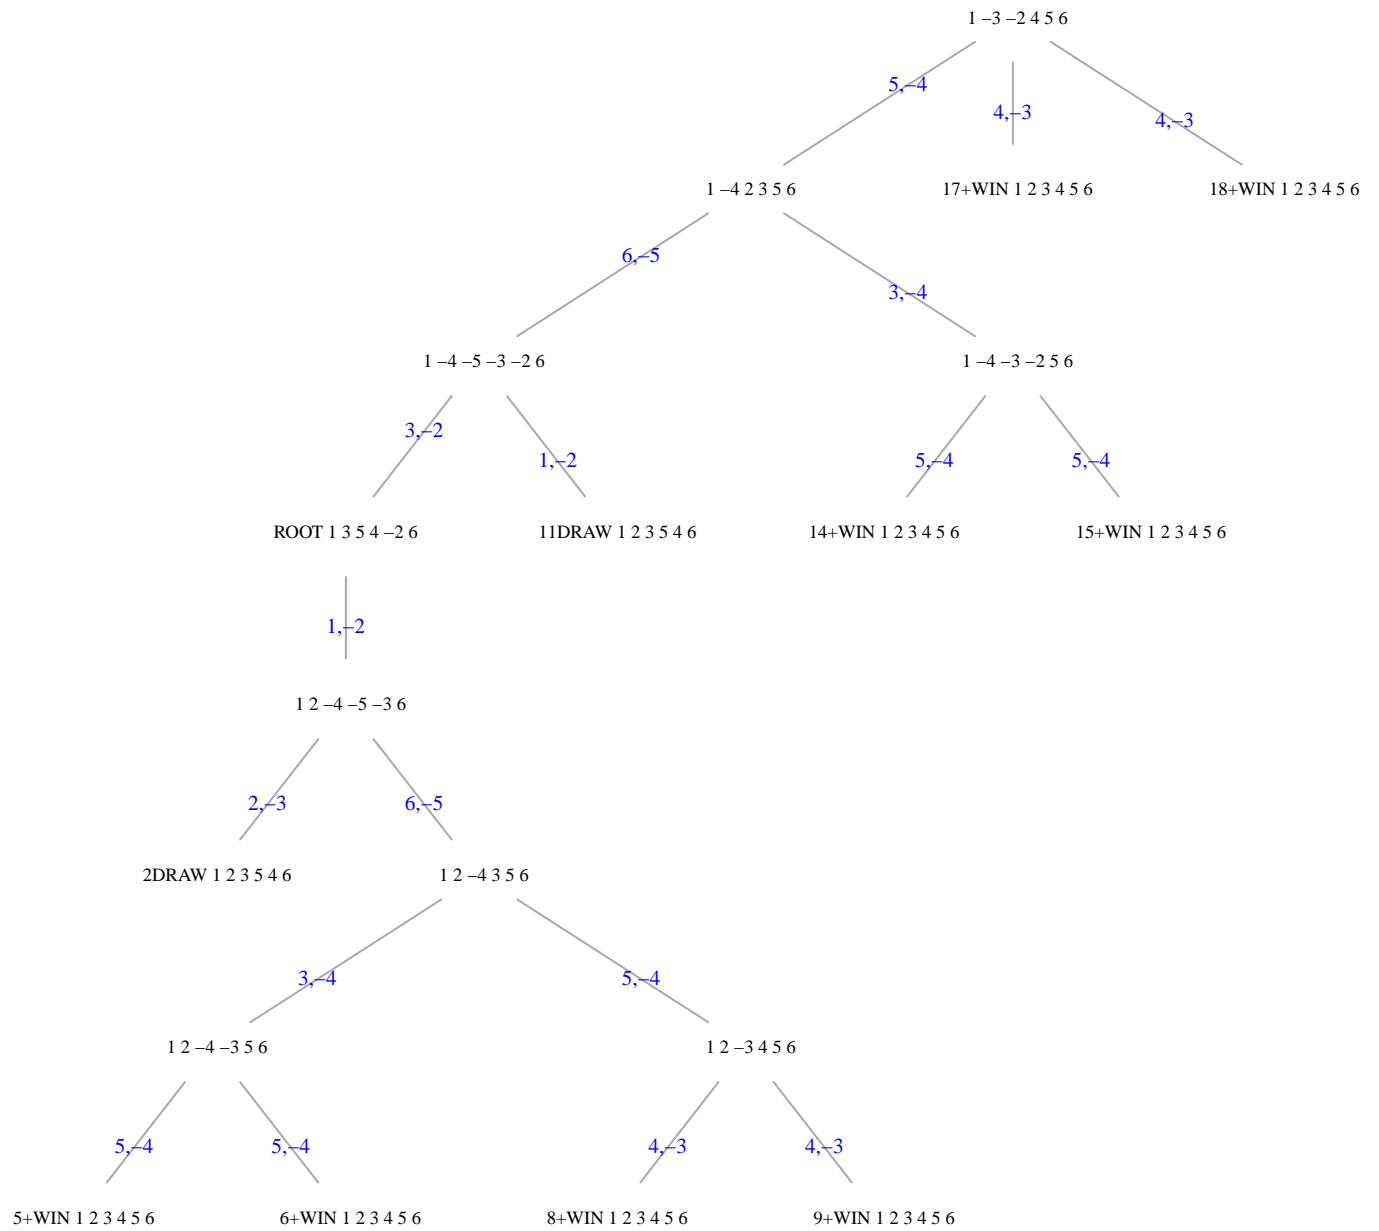 1 –3 –2 4 5 6
5,–4
4,–3
4,–3
1 –4 2 3 5 6
17+WIN 1 2 3 4 5 6
18+WIN 1 2 3 4 5 6
6,–5
3,–4
1 –4 –5 –3 –2 6
1 –4 –3 –2 5 6
3,–2
1,–2
5,–4
5,–4
ROOT 1 3 5 4 –2 6
11DRAW 1 2 3 5 4 6
14+WIN 1 2 3 4 5 6
15+WIN 1 2 3 4 5 6
1,–2
1 2 –4 –5 –3 6
2,–3
6,–5
2DRAW 1 2 3 5 4 6
1 2 –4 3 5 6
3,–4
5,–4
1 2 –4 –3 5 6
1 2 –3 4 5 6
5,–4
5,–4
4,–3
4,–3
5+WIN 1 2 3 4 5 6
6+WIN 1 2 3 4 5 6
8+WIN 1 2 3 4 5 6
9+WIN 1 2 3 4 5 6